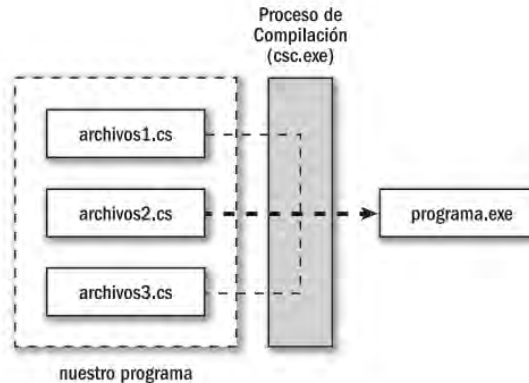 Proceso de
Compilación
(csc.exe)
archivos1.cs
archivos2.cs
programa.exe
archivos3.cs
nuestro programa